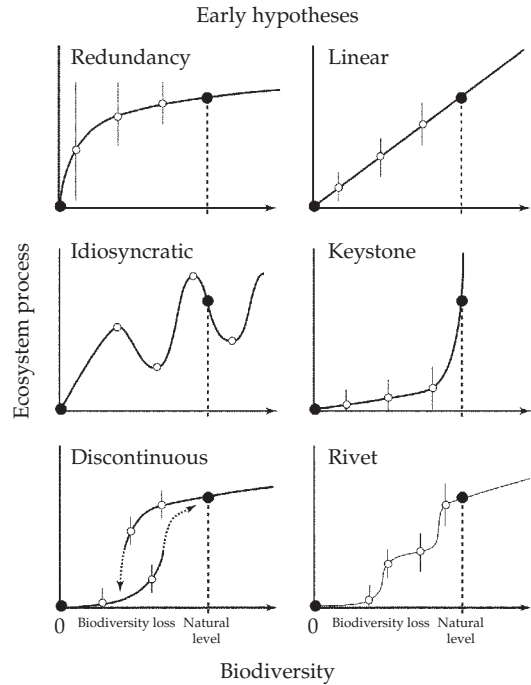 Early hypotheses
Redundancy
Linear
Idiosyncratic
Keystone
Discontinuous
Rivet
Ecosystem process
0
Biodiversity loss
Natural
level
0
Biodiversity loss
Natural
level
Biodiversity